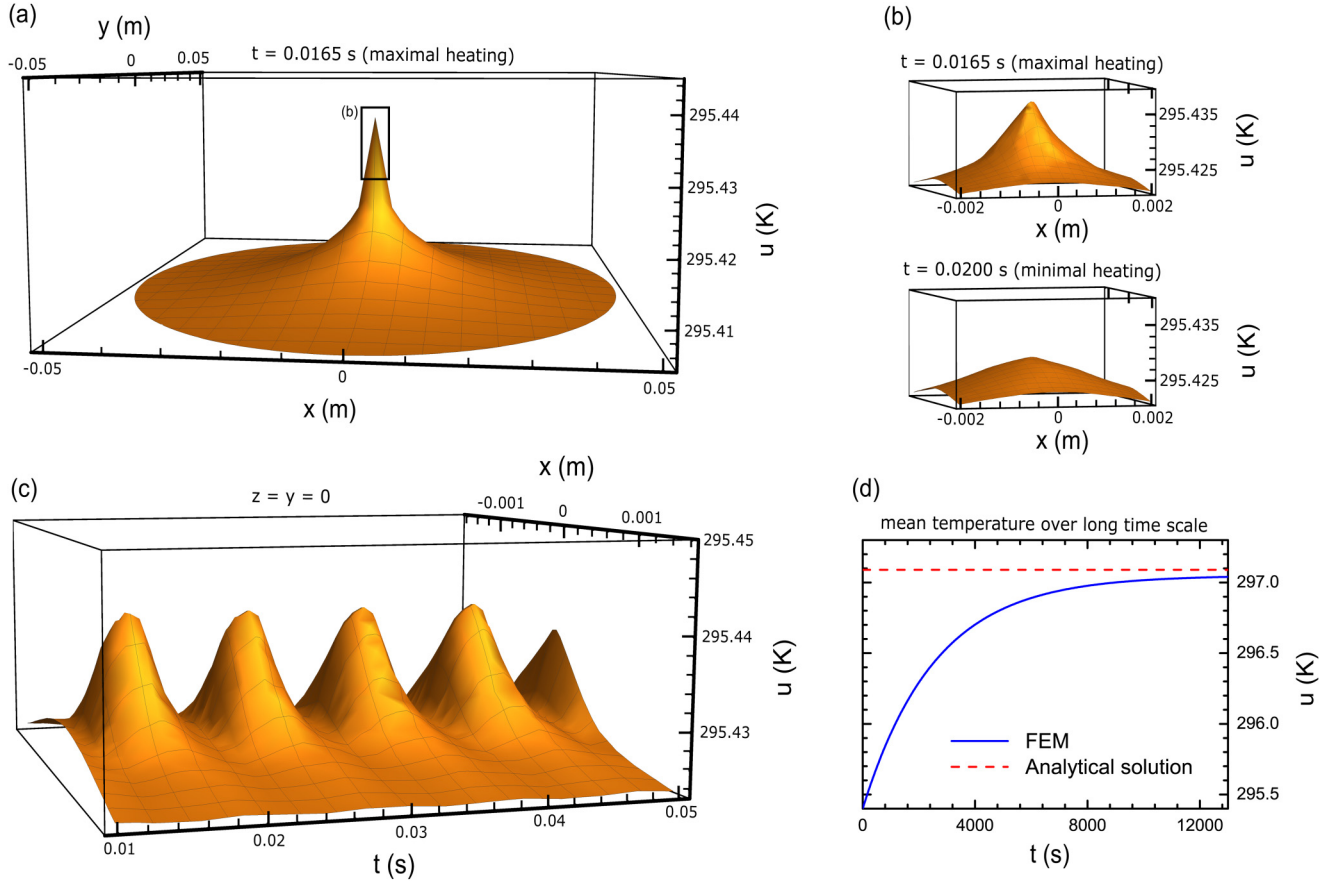 (a)
y (m)
-0.05 0 0.05
t = 0.0165 s (maximal heating)
(b)
295.44
295.43
295.42
295.41
u (K)
-0.05 0 0.05
x (m)
(b)
t = 0.0165 s (maximal heating)
295.435
295.425
u (K)
-0.002 0 0.002
x (m)
t = 0.0200 s (minimal heating)
295.435
295.425
u (K)
-0.002 0 0.002
x (m)
(c)
z = y = 0
x (m)
-0.001 0 0.001
295.45
295.44
295.43
u (K)
0.01 0.02 0.03 0.04 0.05
t (s)
(d)
mean temperature over long time scale
297.0
296.5
296.0
295.5
u (K)
FEM
Analytical solution
0 4000 8000 12000
t (s)